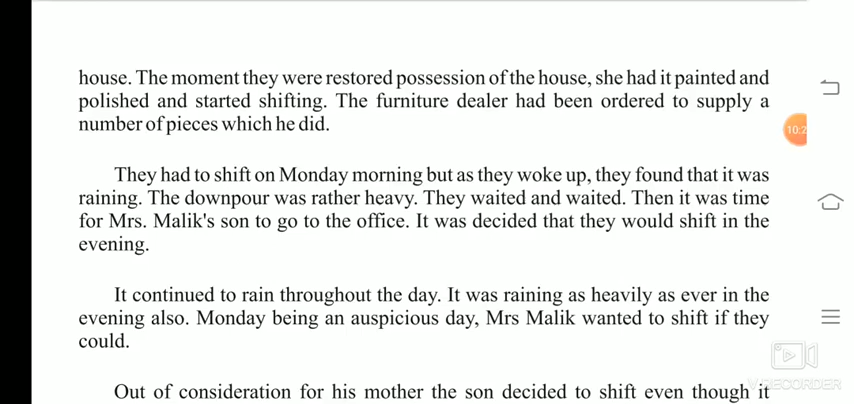 house. The moment they were restored possession of the house, she had it painted and
polished and started shifting. The furniture dealer had been ordered to supply a
number of pieces which he did.
They had to shift on Monday morning but as they woke up, they found that it was
raining. The downpour was rather heavy. They waited and waited. Then it was time
for Mrs. Malik's son to go to the office. It was decided that they would shift in the
evening.
It continued to rain throughout the day. It was raining as heavily as ever in the
evening also. Monday being an auspicious day, Mrs Malik wanted to shift if they
could.
Out of consideration for his mother the son decided to shift even though it
10:2
V RECORDER